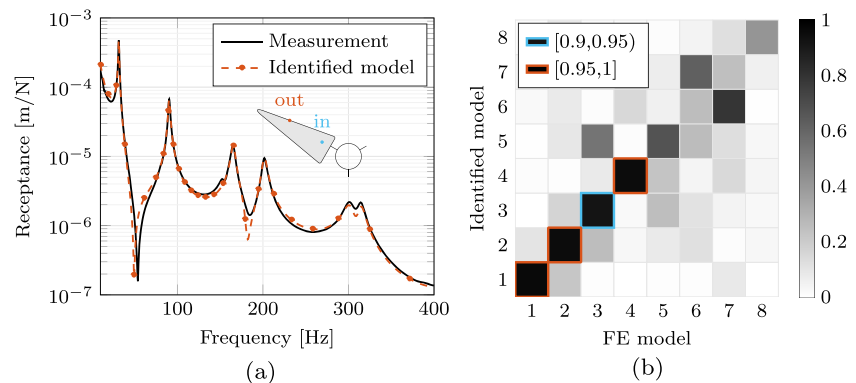 Measurement
Identified model
out
in
10⁻³
10⁻⁴
10⁻⁵
10⁻⁶
10⁻⁷
Receptance [m/N]
100
200
300
400
Frequency [Hz]
(a)
[0.9,0.95)
[0.95,1]
8
7
6
5
4
3
2
1
Identified model
1 2 3 4 5 6 7 8
FE model
(b)
1
0.8
0.6
0.4
0.2
0